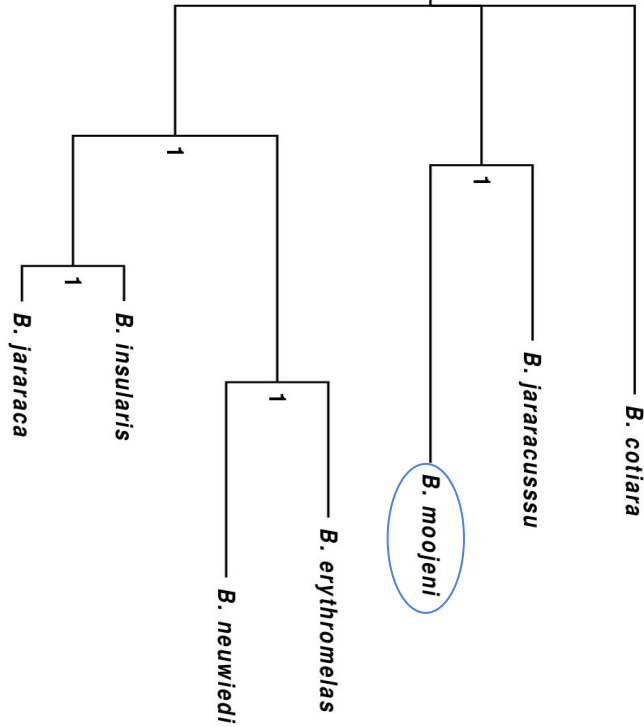 1
1
1
1
B. jararaca
B. insularis
B. neuwiedi
B. erythromelas
B. moojeni
B. jararacusssu
B. cotiara